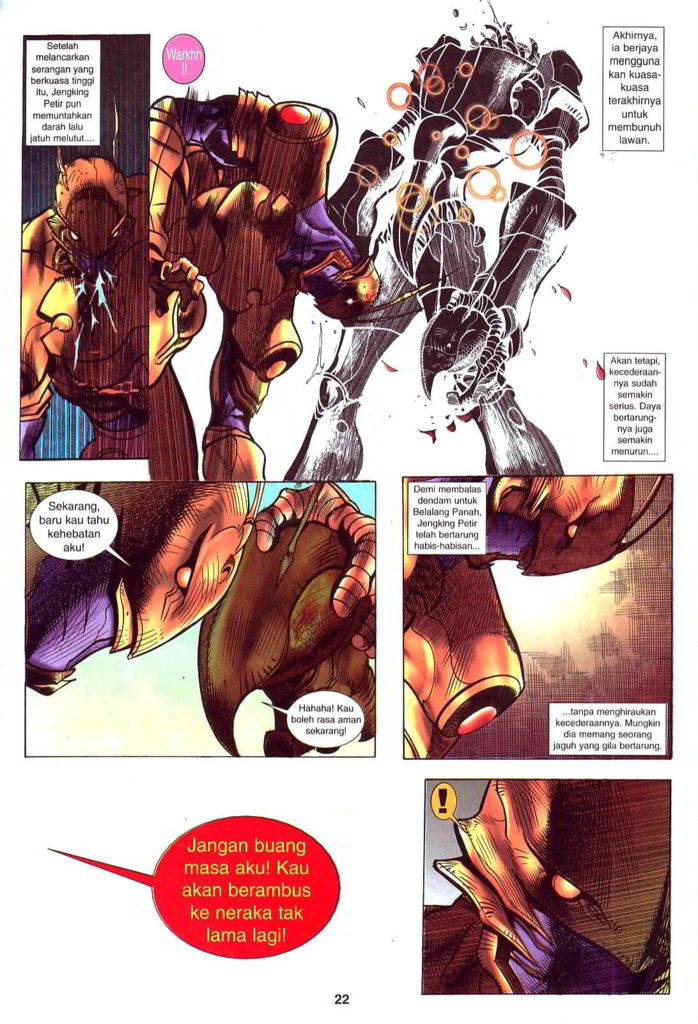 Setelah
melancarkan
serangan yang
berkuasa tinggi
itu, Jengking
Petir pun
memuntahkan
darah lalu
jatuh melutut....
Warkhh
!!
Akhirnya,
ia berjaya
mengguna
kan kuasa-
kuasa
terakhirnya
untuk
membunuh
lawan.
Akan tetapi,
kecederaan-
nya sudah
semakin
serius. Daya
bertarung-
nya juga
semakin
menurun....
Sekarang,
baru kau tahu
kehebatan
aku!
Hahaha! Kau
boleh rasa aman
sekarang!
Demi membalas
dendam untuk
Belalang Panah,
Jengking Petir
telah bertarung
habis-habisan...
...tanpa menghiraukan
kecederaannya. Mungkin
dia memang seorang
jaguh yang gila bertarung.
Jangan buang
masa aku! Kau
akan berambus
ke neraka tak
lama lagi!
!
22